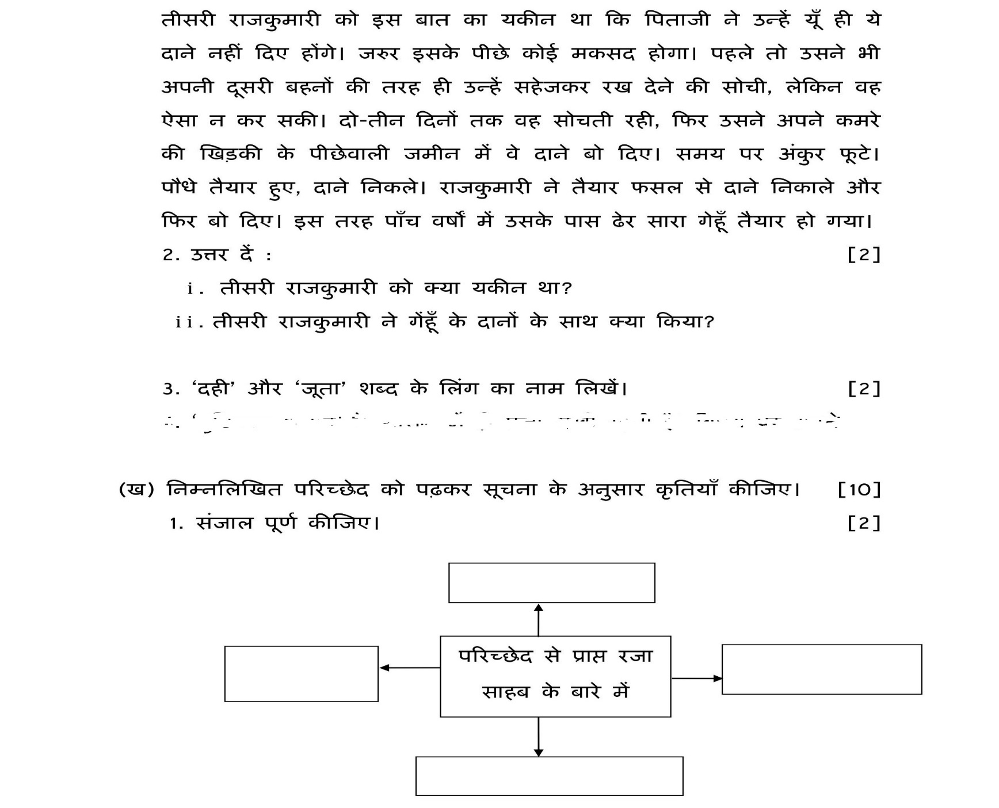 तीसरी राजकुमारी को इस बात का यकीन था कि पिताजी ने उन्हें यूँ ही ये
दाने नहीं दिए होंगे। जरुर इसके पीछे कोई मकसद होगा। पहले तो उसने भी
अपनी दूसरी बहनों की तरह ही उन्हें सहेजकर रख देने की सोची, लेकिन वह
ऐसा न कर सकी। दो-तीन दिनों तक वह सोचती रही, फिर उसने अपने कमरे
की खिड़की के पीछेवाली जमीन में वे दाने बो दिए। समय पर अंकुर फूटे।
पौधे तैयार हुए, दाने निकले। राजकुमारी ने तैयार फसल से दाने निकाले और
फिर बो दिए। इस तरह पाँच वर्षों में उसके पास ढेर सारा गेहूँ तैयार हो गया।
2. उत्तर दें : [2]
i. तीसरी राजकुमारी को क्या यकीन था?
ii. तीसरी राजकुमारी ने गेंहूँ के दानों के साथ क्या किया?
3. ‘दही’ और ‘जूता’ शब्द के लिंग का नाम लिखें। [2]
(ख) निम्नलिखित परिच्छेद को पढ़कर सूचना के अनुसार कृतियाँ कीजिए। [10]
1. संजाल पूर्ण कीजिए। [2]
परिच्छेद से प्राप्त रजा
साहब के बारे में